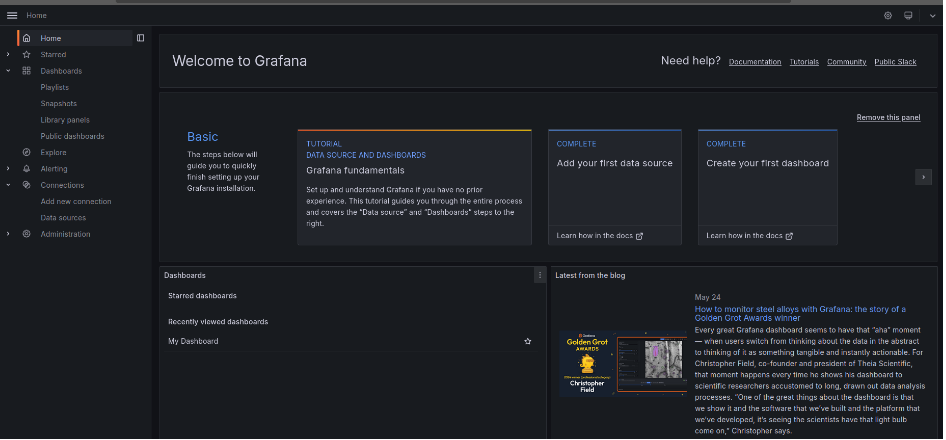 Home
Home
Starred
Dashboards
Playlists
Snapshots
Library panels
Public dashboards
Explore
Alerting
Connections
Add new connection
Data sources
Administration
Welcome to Grafana
Need help? Documentation Tutorials Community Public Slack
Remove this panel
Basic
The steps below will
guide you to quickly
finish setting up your
Grafana installation.
TUTORIAL
DATA SOURCE AND DASHBOARDS
Grafana fundamentals
Set up and understand Grafana if you have no prior
experience. This tutorial guides you through the entire process
and covers the “Data source” and “Dashboards” steps to the
right.
COMPLETE
Add your first data source
Learn how in the docs
COMPLETE
Create your first dashboard
Learn how in the docs
Dashboards
Starred dashboards
Recently viewed dashboards
My Dashboard
Latest from the blog
Golden Grot
AWARDS
Christopher
Field
May 24
How to monitor steel alloys with Grafana: the story of a
Golden Grot Awards winner
Every great Grafana dashboard seems to have that “aha” moment
— when users switch from thinking about the data in the abstract
to thinking of it as something tangible and instantly actionable. For
Christopher Field, co-founder and president of Theia Scientific,
that moment happens every time he shows his dashboard to
scientific researchers accustomed to long, drawn out data analysis
processes. “One of the great things about the dashboard is that
we show it and the software that we’ve built and the platform that
we’ve developed, it’s seeing the scientists have that light bulb
come on,” Christopher says.